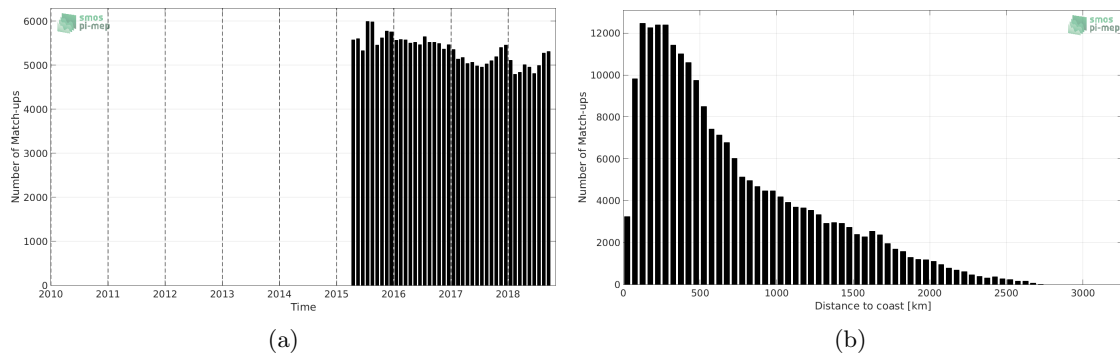 smos
pi-mep
Number of Match-ups
6000
5000
4000
3000
2000
1000
0
2010 2011 2012 2013 2014 2015 2016 2017 2018
Time
(a)
smos
pi-mep
Number of Match-ups
12000
10000
8000
6000
4000
2000
0
0 500 1000 1500 2000 2500 3000
Distance to coast [km]
(b)